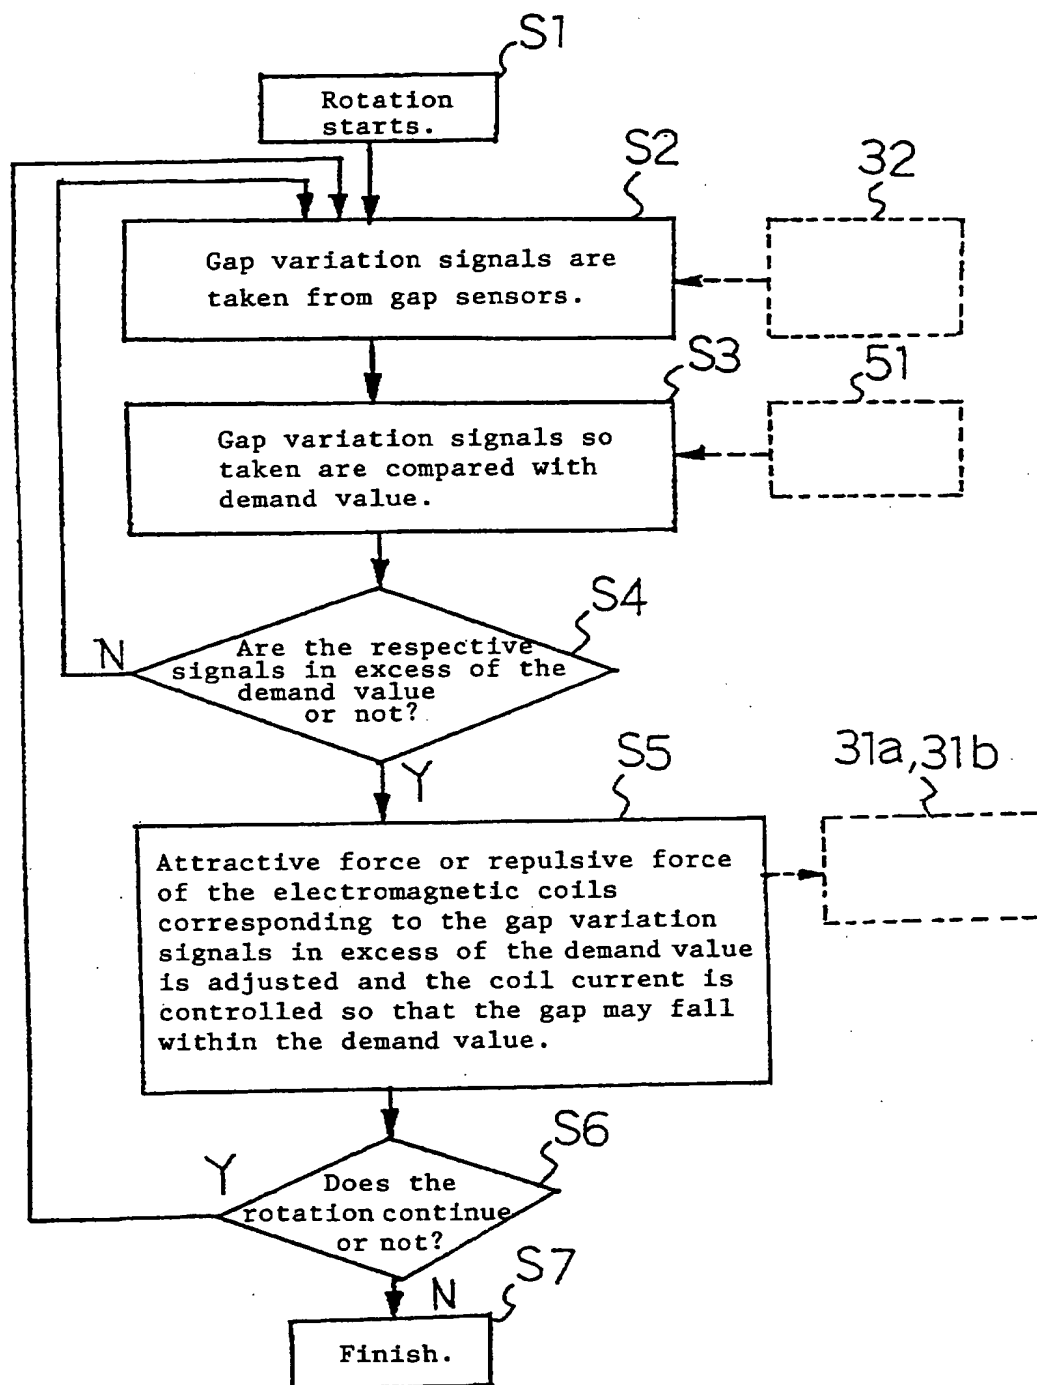 S1
Rotation
starts.
S2
32
Gap variation signals are
taken from gap sensors.
S3
51
Gap variation signals so
taken are compared with
demand value.
S4
N
Are the respective
signals in excess of the
demand value
or not?
Y
S5
31a,31b
Attractive force or repulsive force
of the electromagnetic coils
corresponding to the gap variation
signals in excess of the demand value
is adjusted and the coil current is
controlled so that the gap may fall
within the demand value.
S6
Y
Does the
rotation continue
or not?
S7
N
Finish.